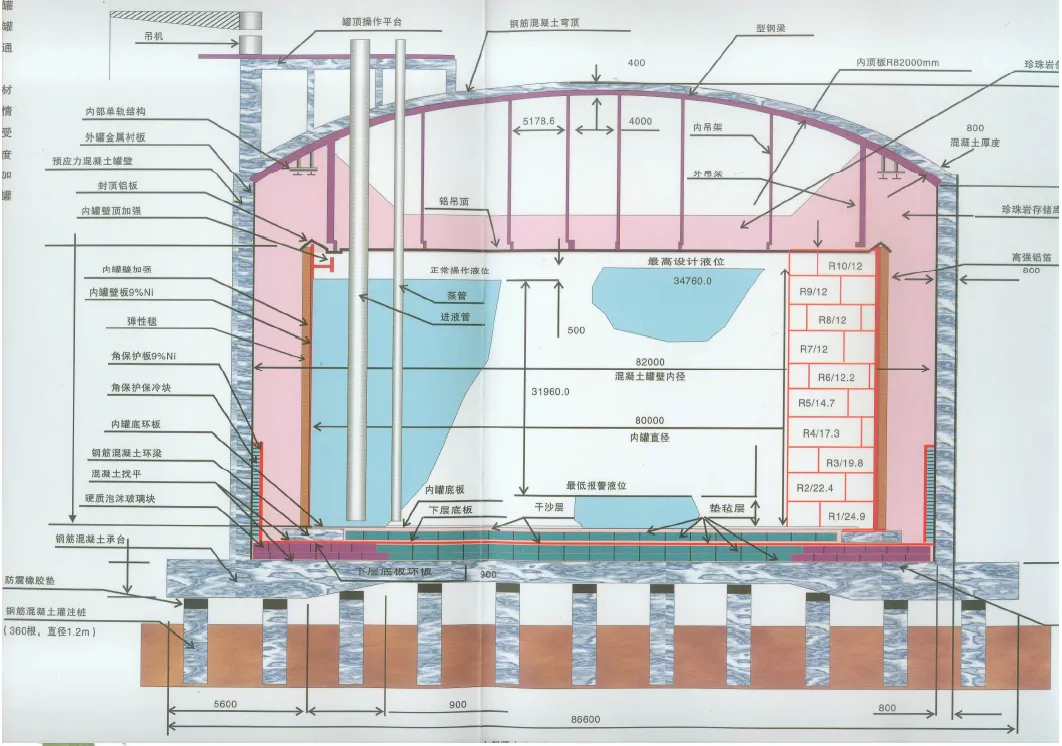 罐
罐
通
材
情
受
度
加
罐
吊机
罐顶操作平台
钢筋混凝土穹顶
型钢梁
400
内顶板R82000mm
珍珠岩
内部单轨结构
外罐金属衬板
预应力混凝土罐壁
封顶铝板
内罐壁顶加强
5178.6
4000
内吊架
外吊架
800
混凝土厚度
铝吊顶
珍珠岩存储库
高强铝箔
800
正常操作液位
最高设计液位
34760.0
R10/12
内罐壁加强
内罐壁板9%Ni
弹性毯
泵管
进液管
500
R9/12
R8/12
R7/12
角保护板9%Ni
角保护保冷块
82000
混凝土罐壁内径
31960.0
R6/12.2
R5/14.7
内罐底环板
80000
内罐直径
R4/17.3
钢筋混凝土环梁
混凝土找平
硬质泡沫玻璃块
R3/19.8
内罐底板
最低报警液位
R2/22.4
下层底板
干沙层
垫毡层
R1/24.9
钢筋混凝土承台
下层底板环板
900
防震橡胶垫
钢筋混凝土灌注桩
(360根，直径1.2m)
5600
900
800
86600